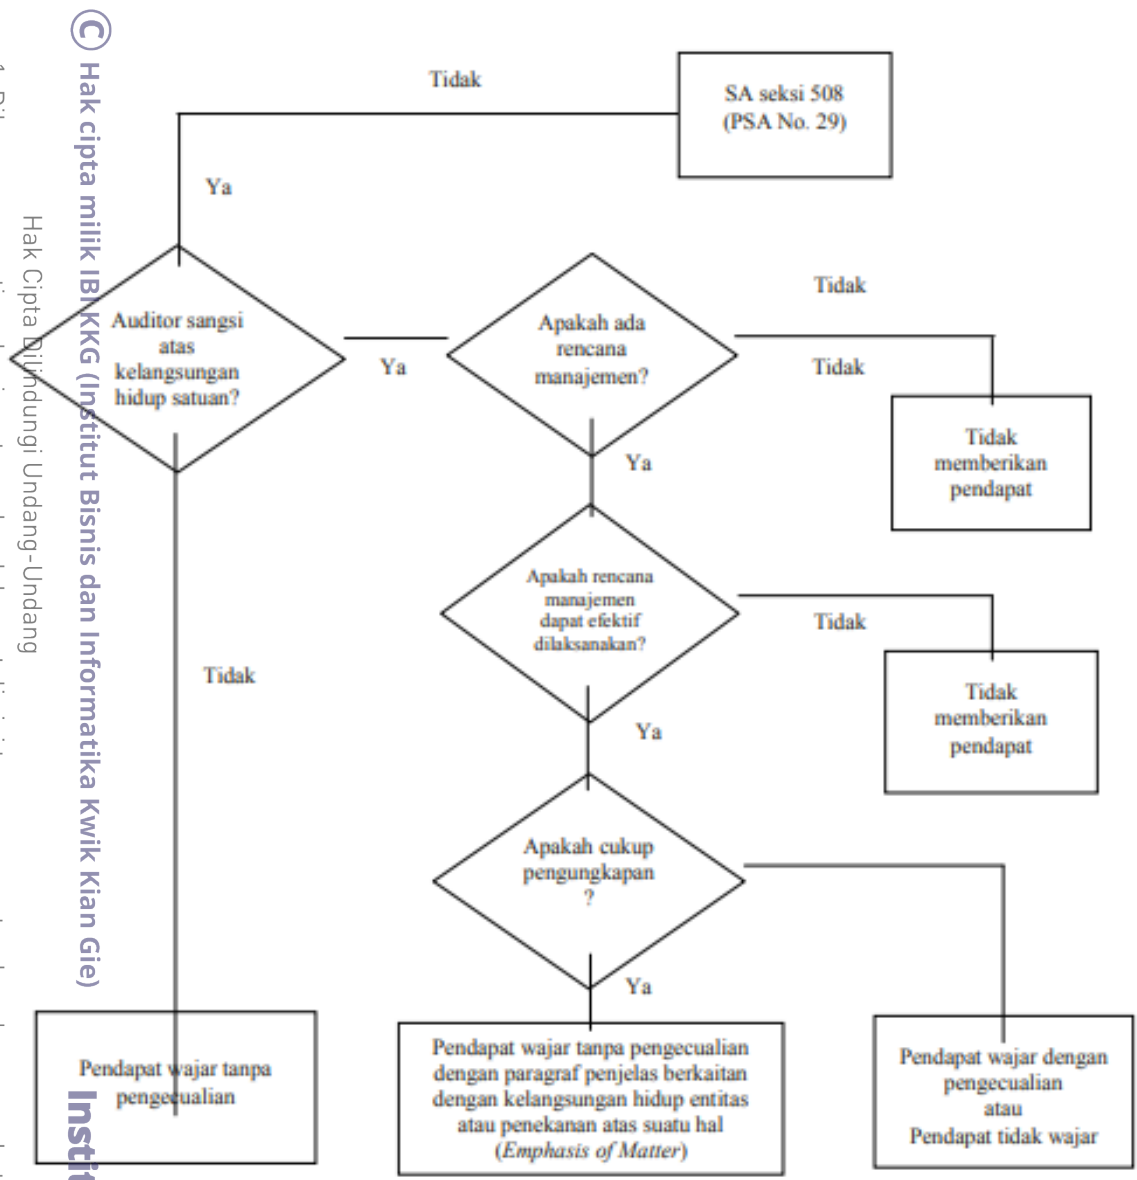 Tidak
SA seksi 508
(PSA No. 29)
Ya
Auditor sangsi
atas
kelangsungan
hidup satuan?
Ya
Apakah ada
rencana
manajemen?
Tidak
Tidak
Tidak
memberikan
pendapat
Ya
Apakah rencana
manajemen
dapat efektif
dilaksanakan?
Tidak
Tidak
memberikan
pendapat
Tidak
Ya
Apakah cukup
pengungkapan
?
Ya
Pendapat wajar tanpa
pengecualian
Pendapat wajar tanpa pengecualian
dengan paragraf penjelas berkaitan
dengan kelangsungan hidup entitas
atau penekanan atas suatu hal
(Emphasis of Matter)
Pendapat wajar dengan
pengecualian
atau
Pendapat tidak wajar
© Hak cipta milik IBI KKG (Institut Bisnis dan Informatika Kwik Kian Gie)
Hak Cipta Dilindungi Undang-Undang